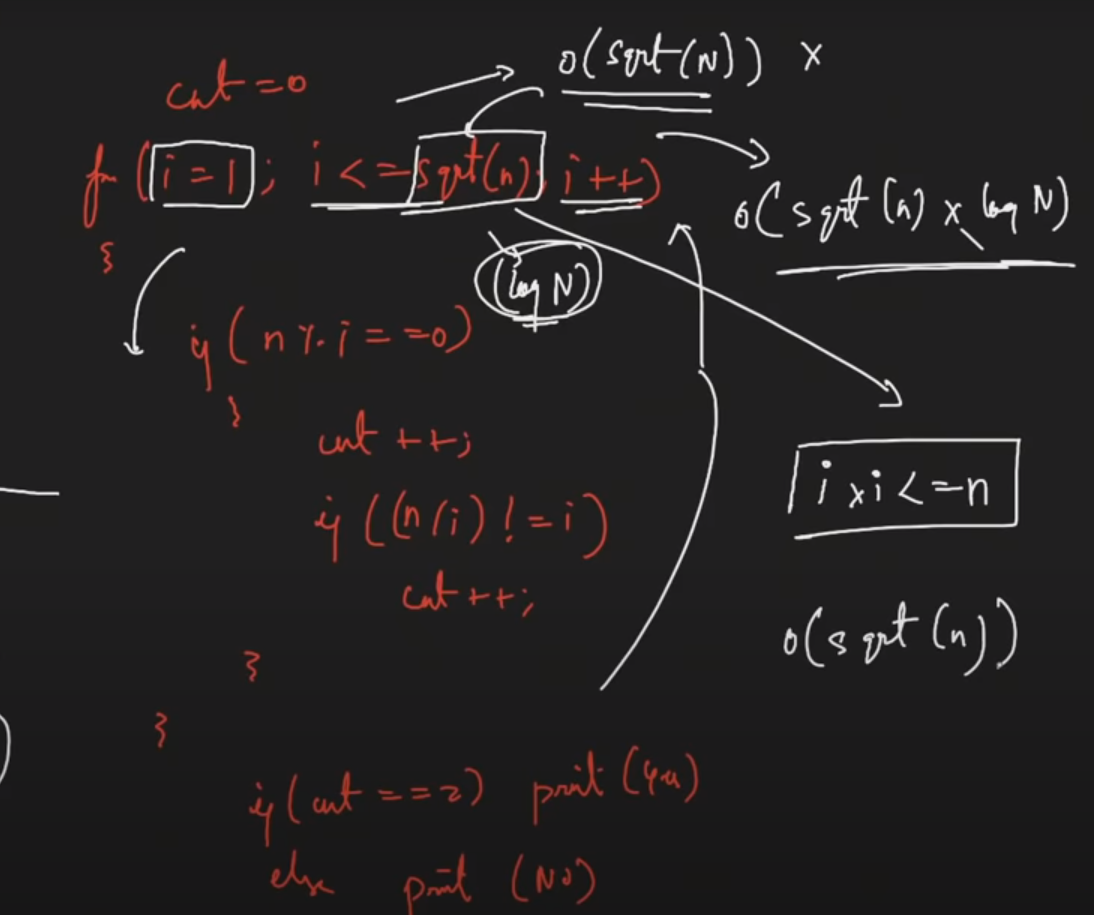 O(sqrt(N)) X
cnt = 0
for (i = 1; i <= sqrt(n); i++)
O(sqrt(n) x log N)
{
(log N)
if (n % i == 0)
{
cnt ++;
i x i <= n
if ((n / i) != i)
cnt ++;
O(sqrt(n))
}
}
if (cnt == 2) print (Yes)
else print (No)